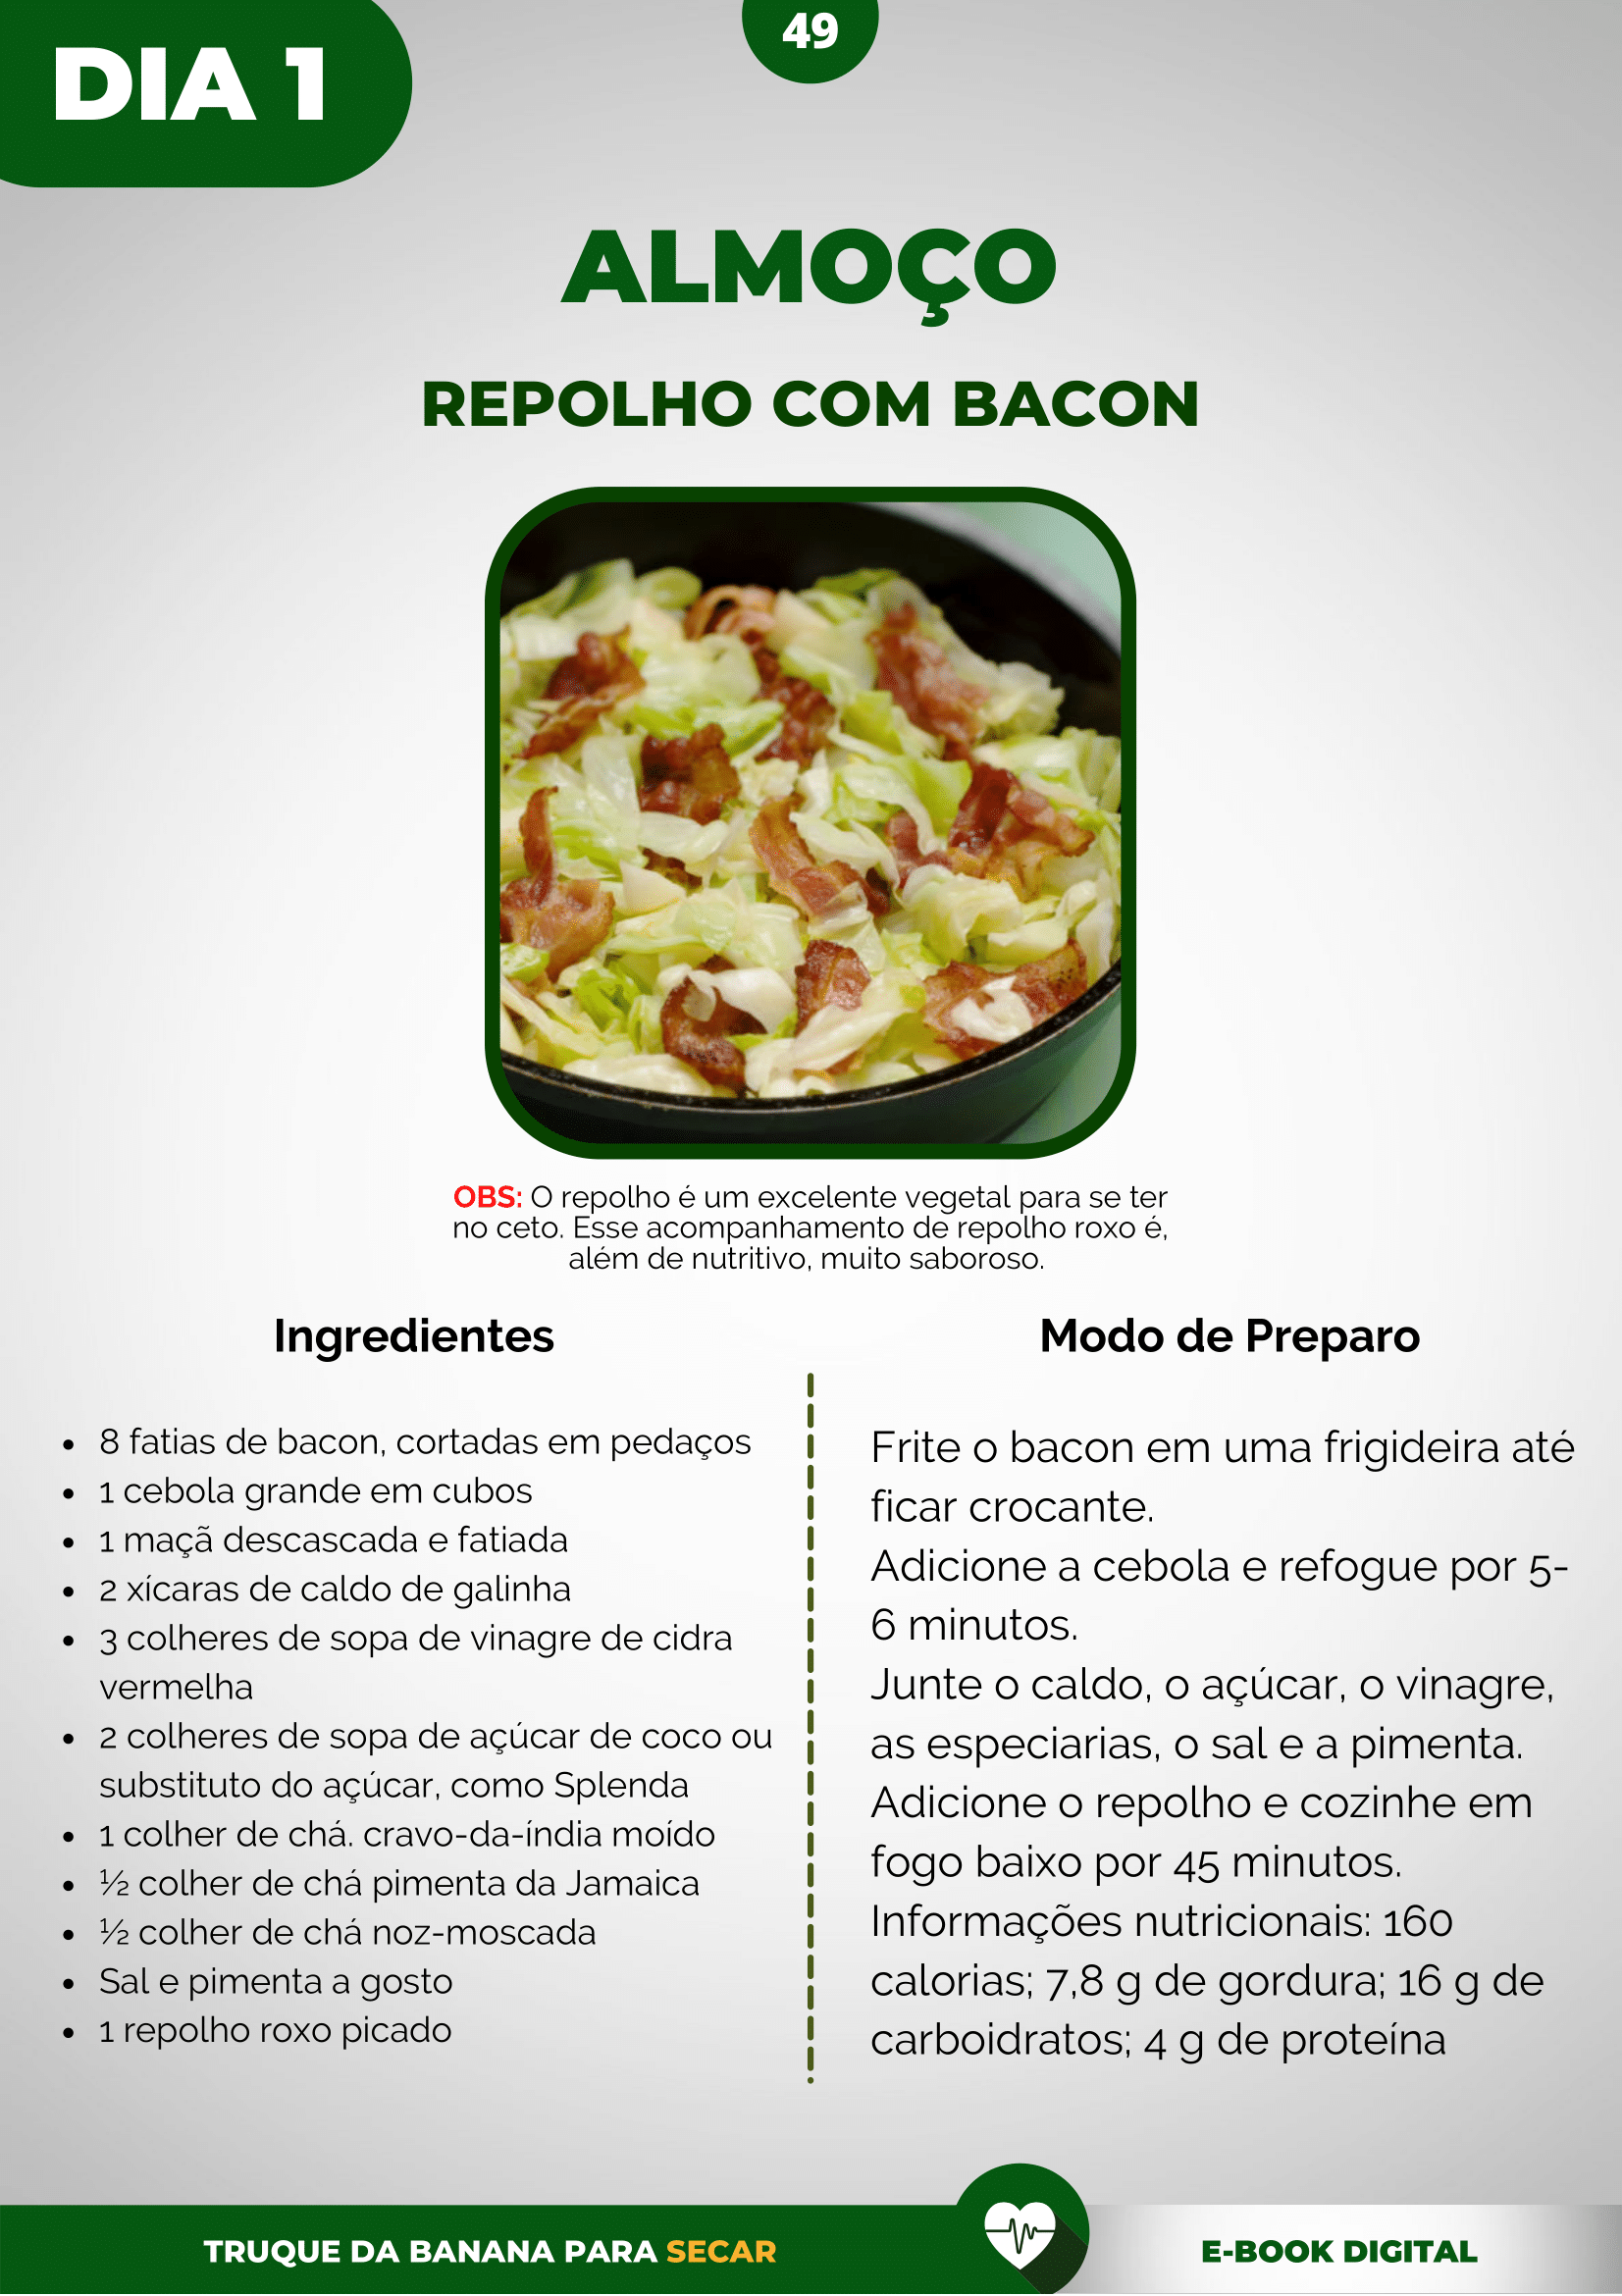 DIA 1
49
ALMOÇO
REPOLHO COM BACON
OBS: O repolho é um excelente vegetal para se ter
no ceto. Esse acompanhamento de repolho roxo é,
além de nutritivo, muito saboroso.
Ingredientes
• 8 fatias de bacon, cortadas em pedaços
• 1 cebola grande em cubos
• 1 maçã descascada e fatiada
• 2 xícaras de caldo de galinha
• 3 colheres de sopa de vinagre de cidra
vermelha
• 2 colheres de sopa de açúcar de coco ou
substituto do açúcar, como Splenda
• 1 colher de chá. cravo-da-índia moído
• ½ colher de chá pimenta da Jamaica
• ½ colher de chá noz-moscada
• Sal e pimenta a gosto
• 1 repolho roxo picado
Modo de Preparo
Frite o bacon em uma frigideira até
ficar crocante.
Adicione a cebola e refogue por 5-
6 minutos.
Junte o caldo, o açúcar, o vinagre,
as especiarias, o sal e a pimenta.
Adicione o repolho e cozinhe em
fogo baixo por 45 minutos.
Informações nutricionais: 160
calorias; 7,8 g de gordura; 16 g de
carboidratos; 4 g de proteína
TRUQUE DA BANANA PARA SECAR
E-BOOK DIGITAL